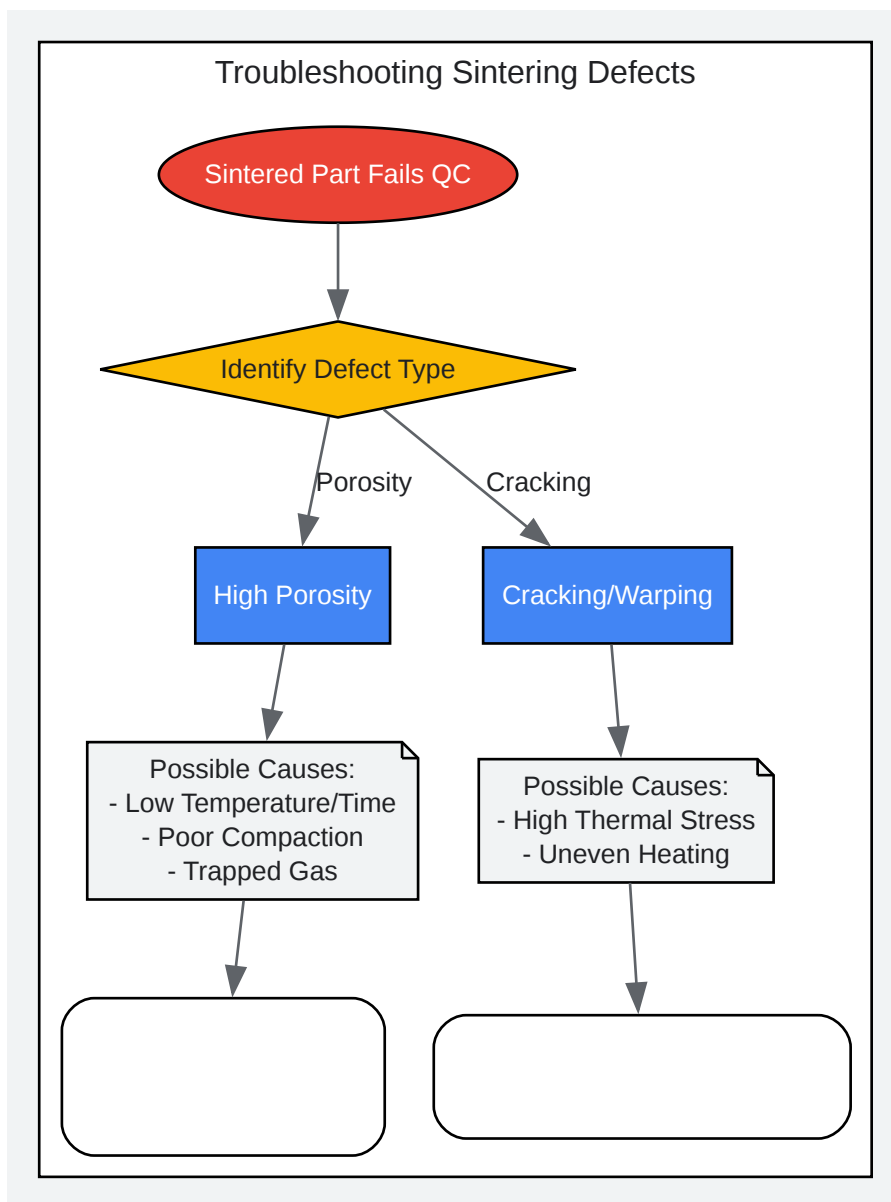 Troubleshooting Sintering Defects
Sintered Part Fails QC
Identify Defect Type
Porosity
Cracking
High Porosity
Cracking/Warping
Possible Causes:
- Low Temperature/Time
- Poor Compaction
- Trapped Gas
Possible Causes:
- High Thermal Stress
- Uneven Heating